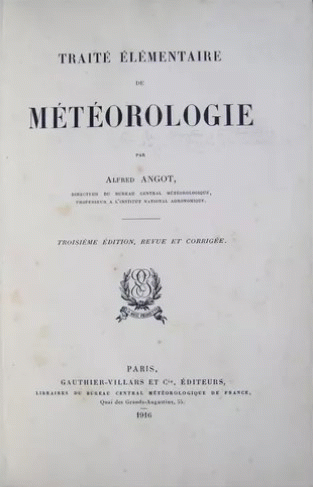 TRAITÉ ÉLÉMENTAIRE
DE
MÉTÉOROLOGIE
PAR
ALFRED ANGOT,
DIRECTEUR DU BUREAU CENTRAL MÉTÉOROLOGIQUE,
PROFESSEUR A L'INSTITUT NATIONAL AGRONOMIQUE.
TROISIÈME ÉDITION, REVUE ET CORRIGÉE.
PARIS,
GAUTHIER-VILLARS ET Cie, ÉDITEURS,
LIBRAIRES DU BUREAU CENTRAL MÉTÉOROLOGIQUE DE FRANCE,
Quai des Grands-Augustins, 55.
1916